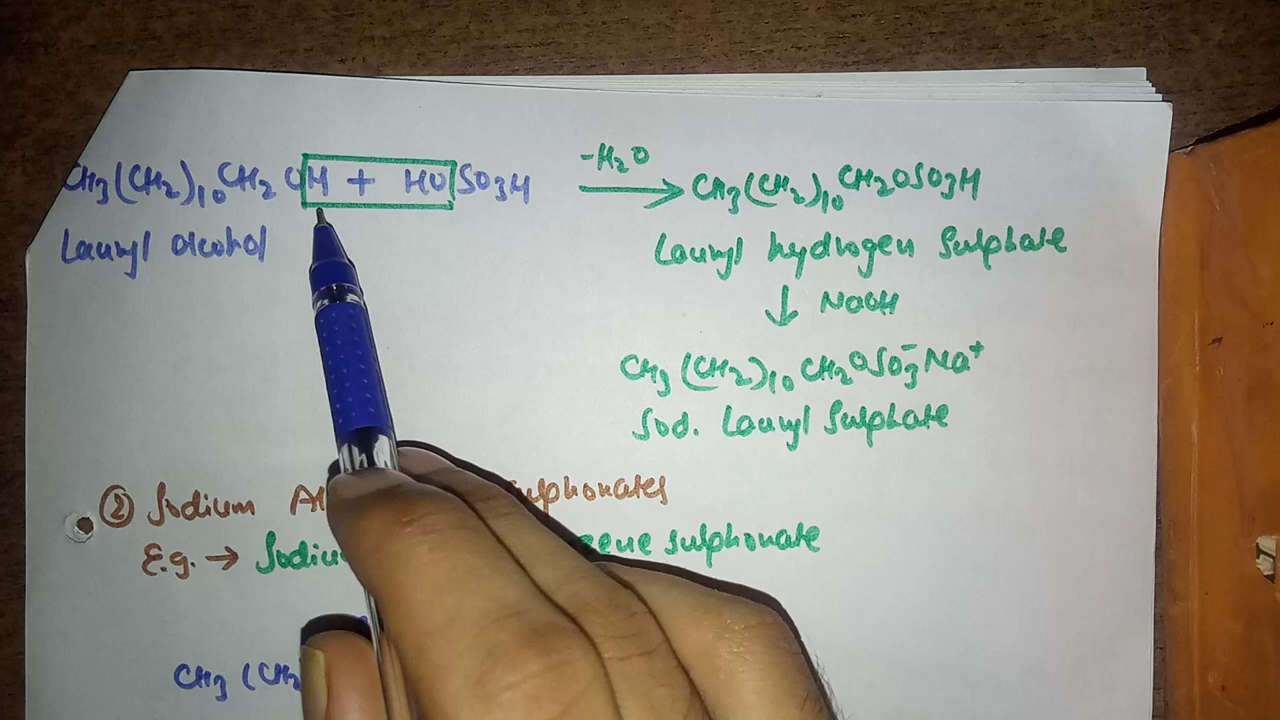 CH3(CH2)10CH2 OH + HO SO3H
-H2O
CH3(CH2)10CH2OSO3H
Lauryl alcohol
Lauryl hydrogen Sulphate
↓ NaOH
CH3(CH2)10CH2OSO3⁻Na⁺
Sod. Lauryl Sulphate
② Sodium Al ulphonates
E.g. → Sodiu ene sulphonate
CH3 (CH2